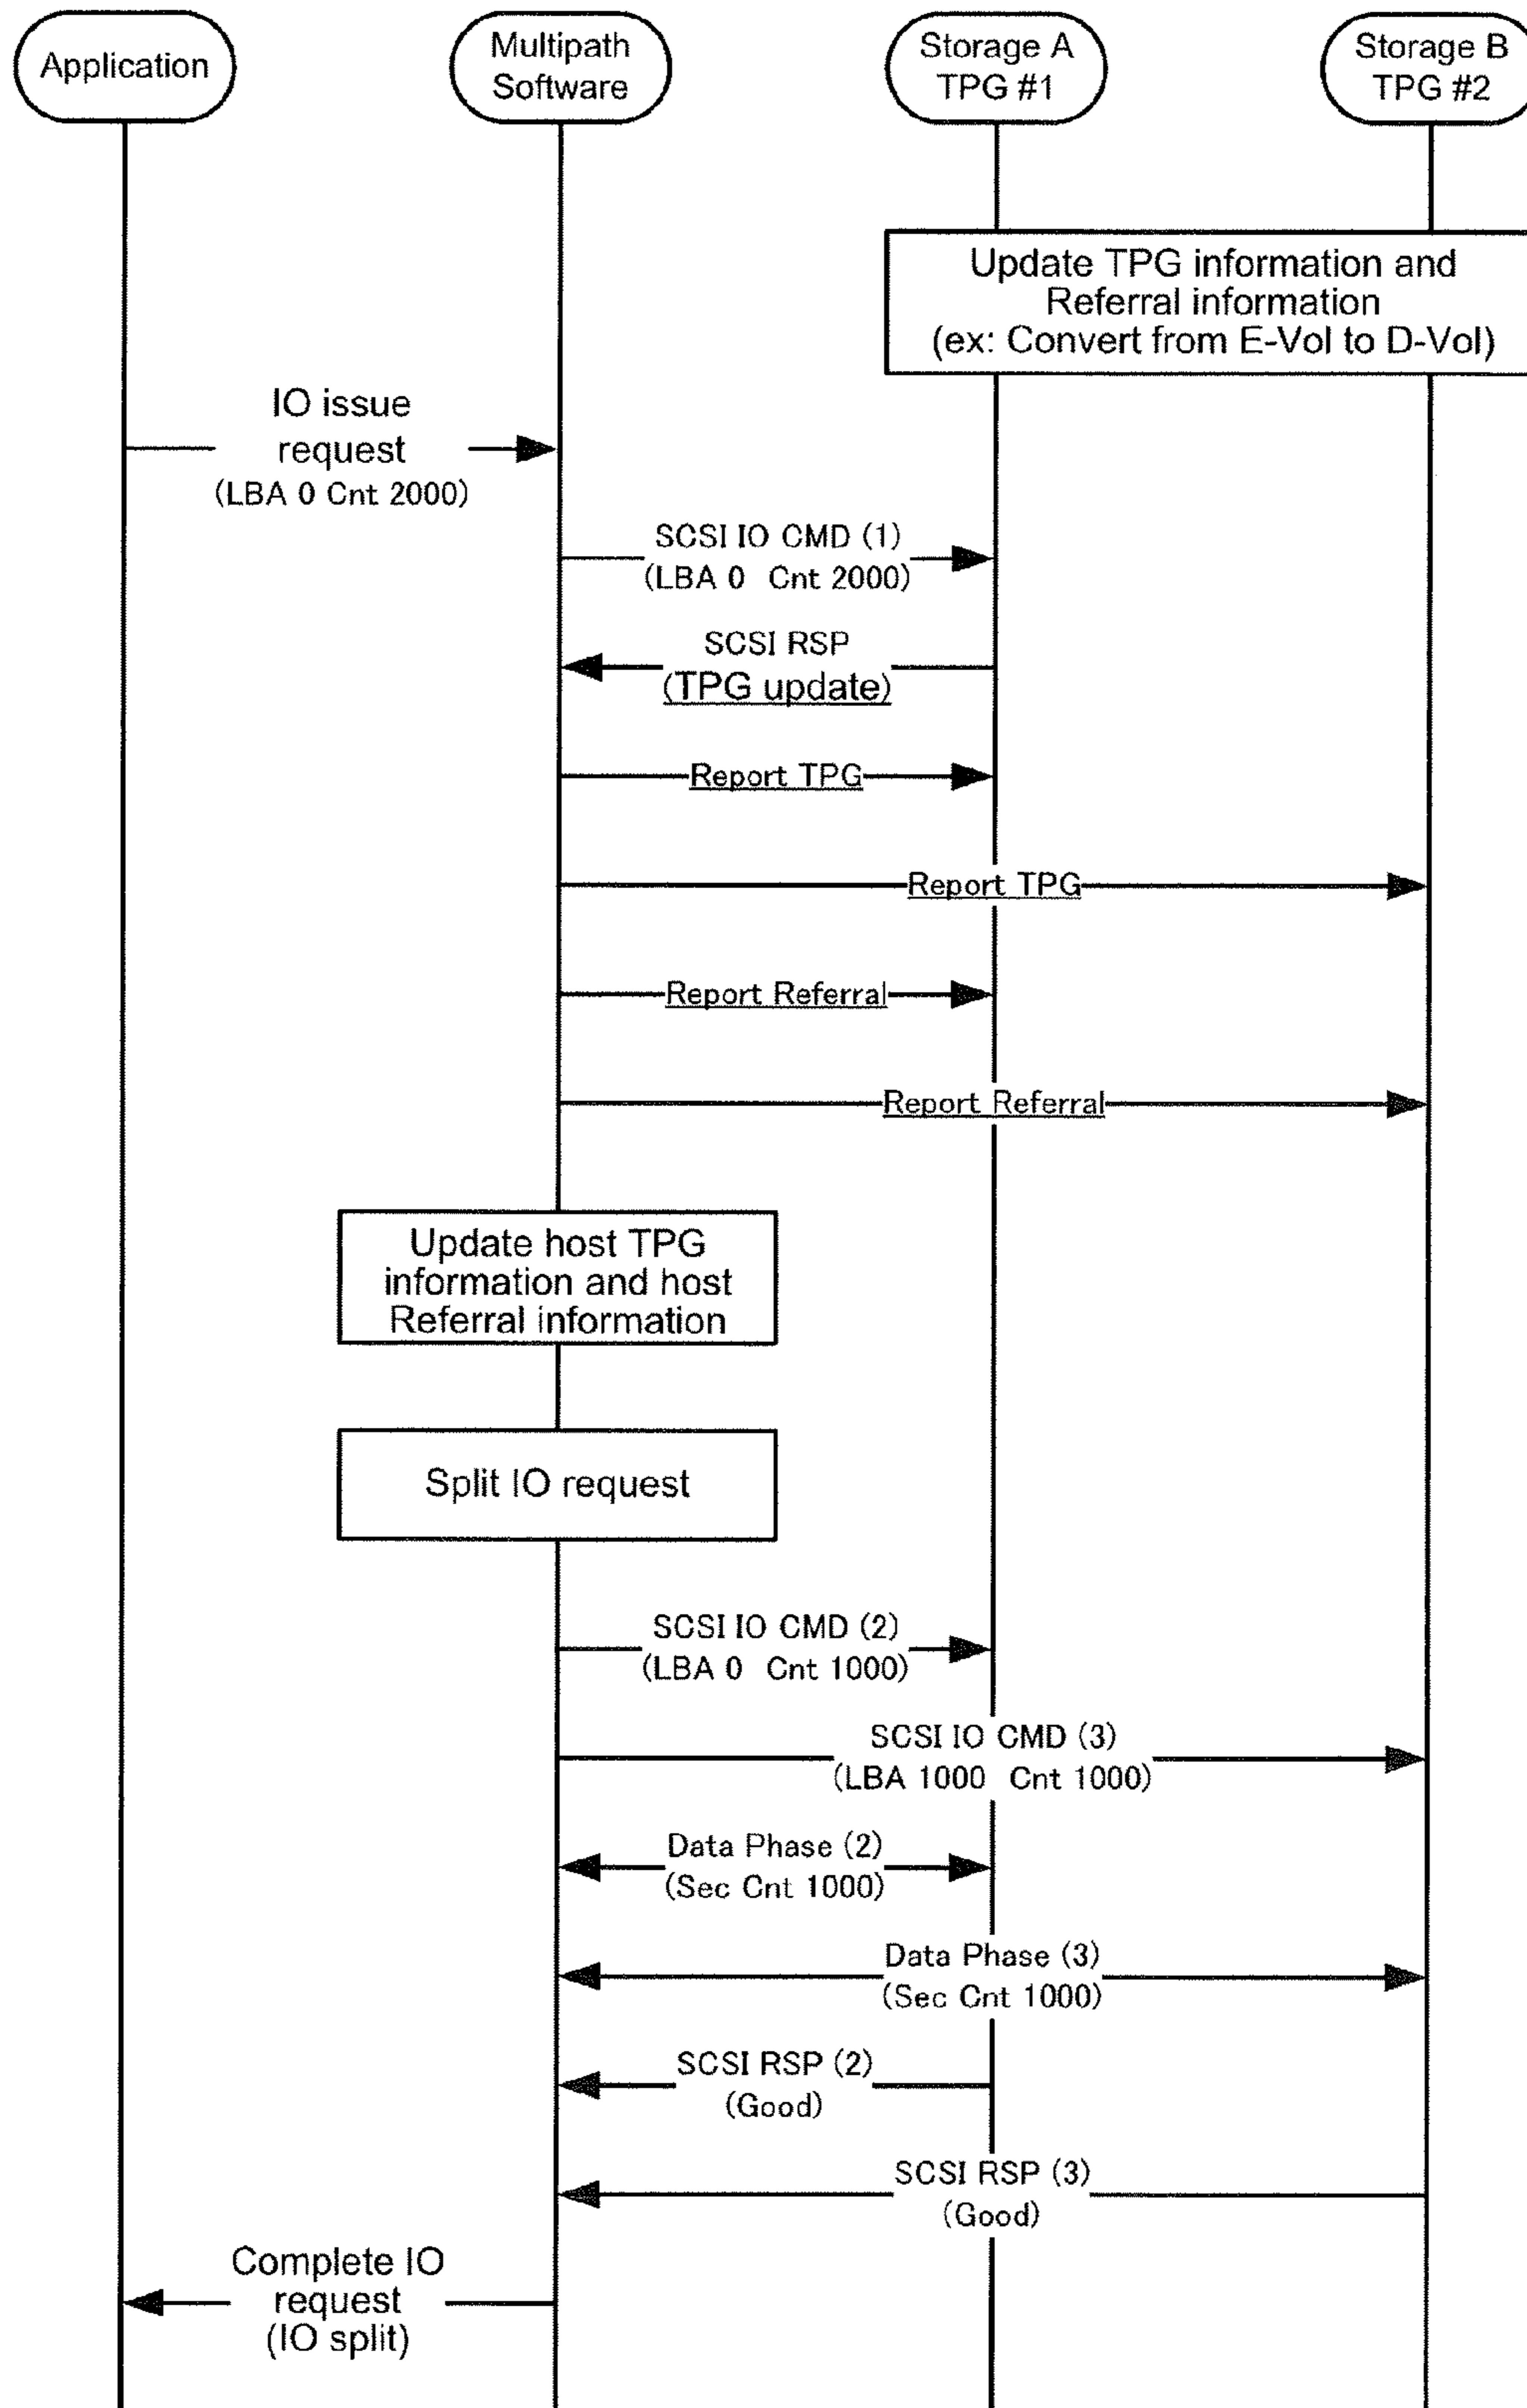 Application
Multipath
Software
Storage A
TPG #1
Storage B
TPG #2
Update TPG information and
Referral information
(ex: Convert from E-Vol to D-Vol)
IO issue
request
(LBA 0 Cnt 2000)
SCSI IO CMD (1)
(LBA 0 Cnt 2000)
SCSI RSP
(TPG update)
Report TPG
Report TPG
Report Referral
Report Referral
Update host TPG
information and host
Referral information
Split IO request
SCSI IO CMD (2)
(LBA 0 Cnt 1000)
SCSI IO CMD (3)
(LBA 1000 Cnt 1000)
Data Phase (2)
(Sec Cnt 1000)
Data Phase (3)
(Sec Cnt 1000)
SCSI RSP (2)
(Good)
SCSI RSP (3)
(Good)
Complete IO
request
(IO split)